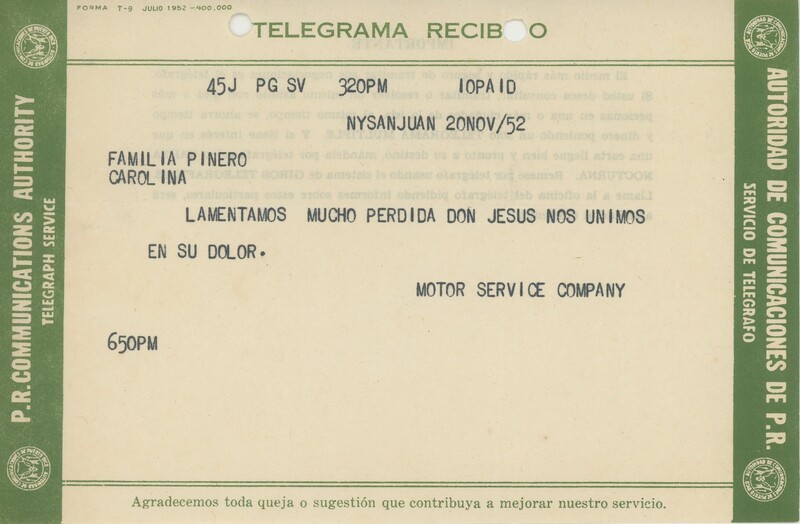 FORMA T-9 JULIO 1952 -400,000
TELEGRAMA RECIB O
45J PG SV 320PM 10PAID
NYSANJUAN 20NOV/52
FAMILIA PINERO
CAROLINA
LAMENTAMOS MUCHO PERDIDA DON JESUS NOS UNIMOS
EN SU DOLOR.
MOTOR SERVICE COMPANY
650PM
P.R. COMMUNICATIONS AUTHORITY
TELEGRAPH SERVICE
AUTORIDAD DE COMUNICACIONES DE P.R.
SERVICIO DE TELEGRAFO
Agradecemos toda queja o sugestión que contribuya a mejorar nuestro servicio.